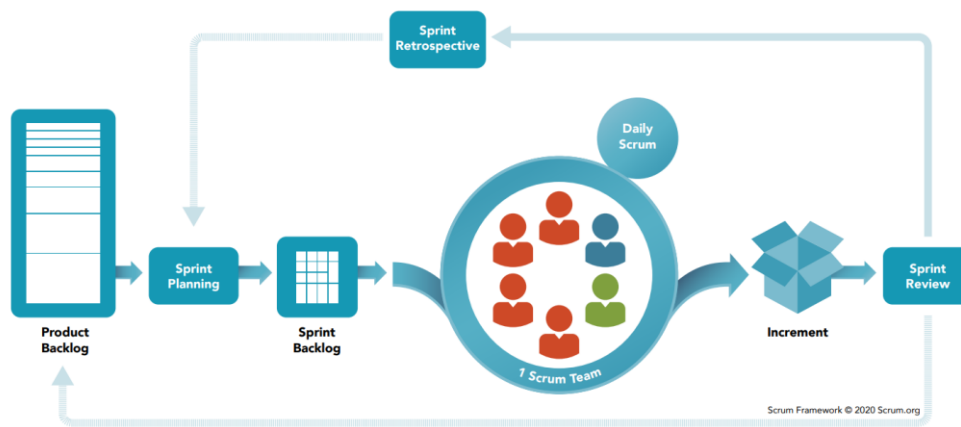 Sprint
Retrospective
Daily
Scrum
Sprint
Planning
Sprint
Review
Product
Backlog
Sprint
Backlog
Increment
1 Scrum Team
Scrum Framework © 2020 Scrum.org